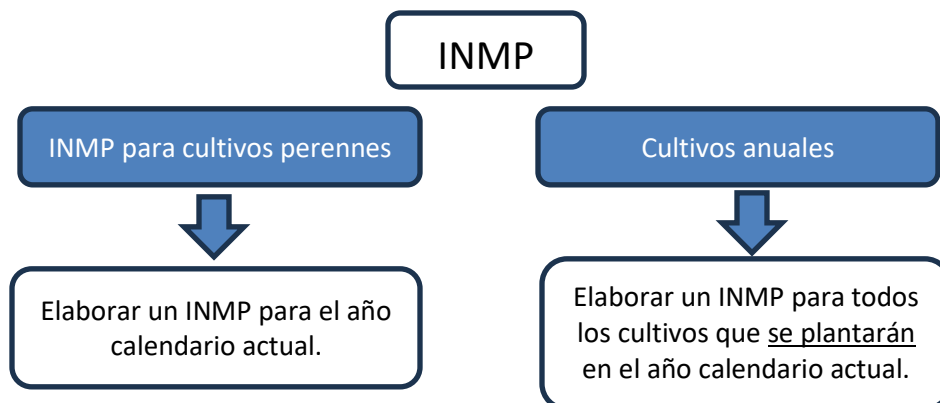 INMP
INMP para cultivos perennes
Cultivos anuales
Elaborar un INMP para el año
calendario actual.
Elaborar un INMP para todos
los cultivos que se plantarán
en el año calendario actual.